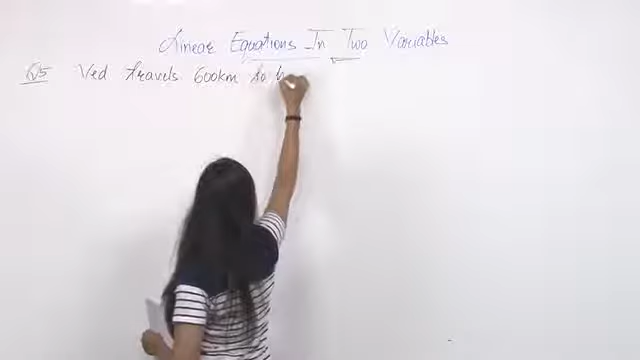 Linear Equations In Two Variables
Q5 Ved travels 600km to h